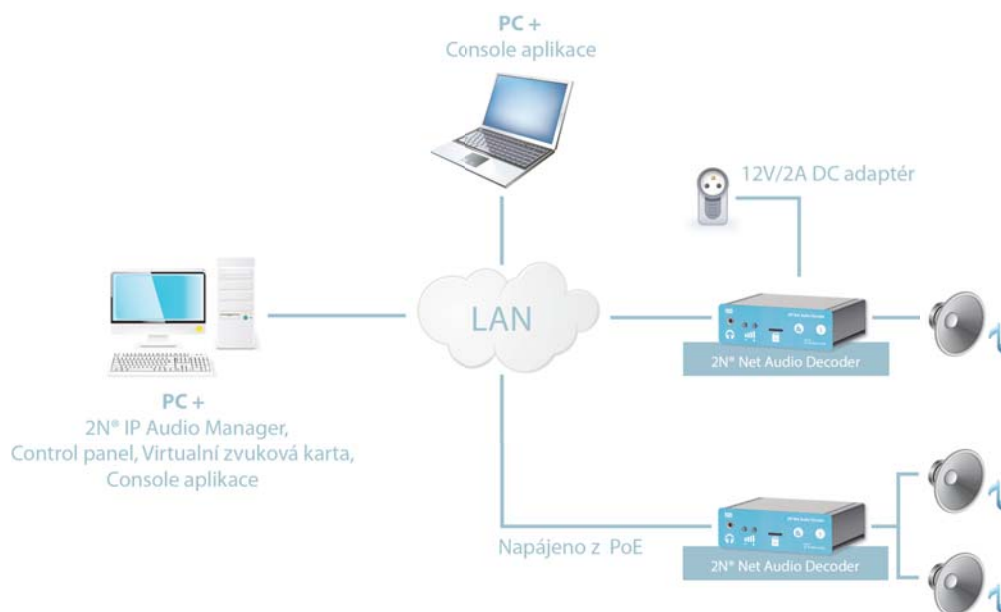 PC +
Console aplikace
12V/2A DC adaptér
LAN
2N® Net Audio Decoder
PC +
2N® IP Audio Manager,
Control panel, Virtualní zvuková karta,
Console aplikace
Napájeno z PoE
2N® Net Audio Decoder